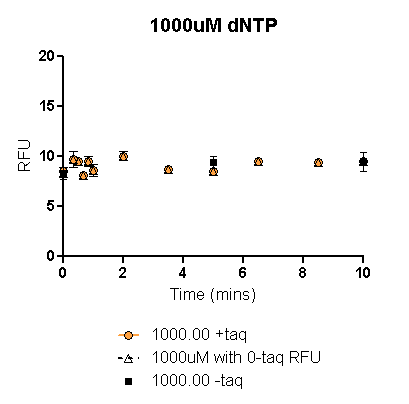 1000uM dNTP
20
15
10
5
0
RFU
0 2 4 6 8 10
Time (mins)
1000.00 +taq
1000uM with 0-taq RFU
1000.00 -taq